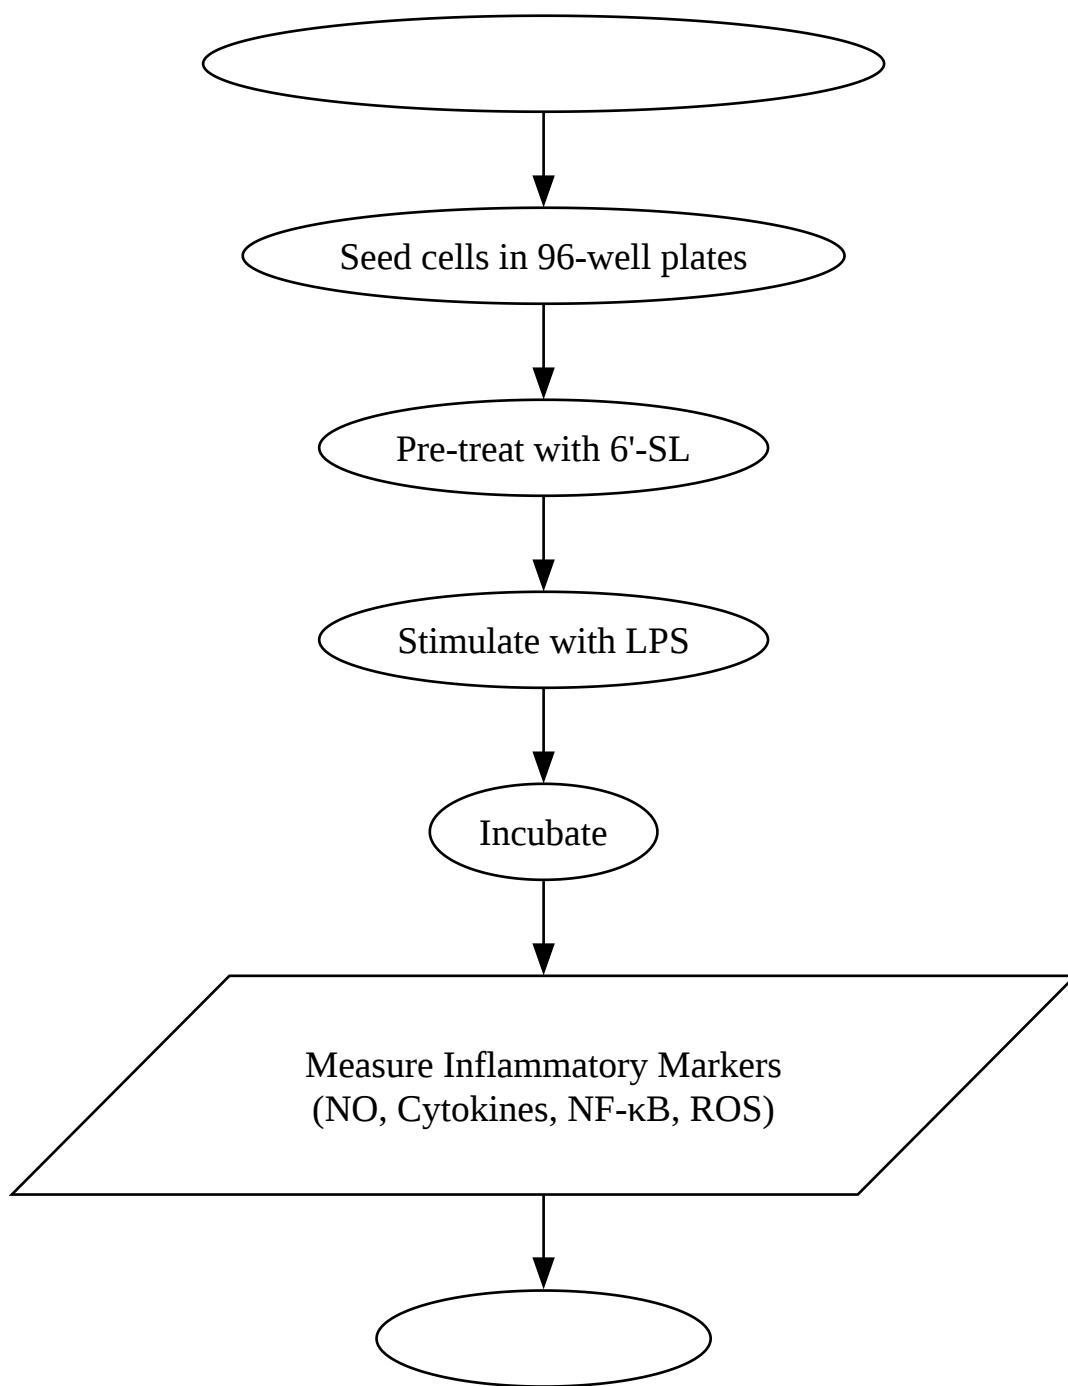 Seed cells in 96-well plates
Pre-treat with 6'-SL
Stimulate with LPS
Incubate
Measure Inflammatory Markers
(NO, Cytokines, NF-κB, ROS)